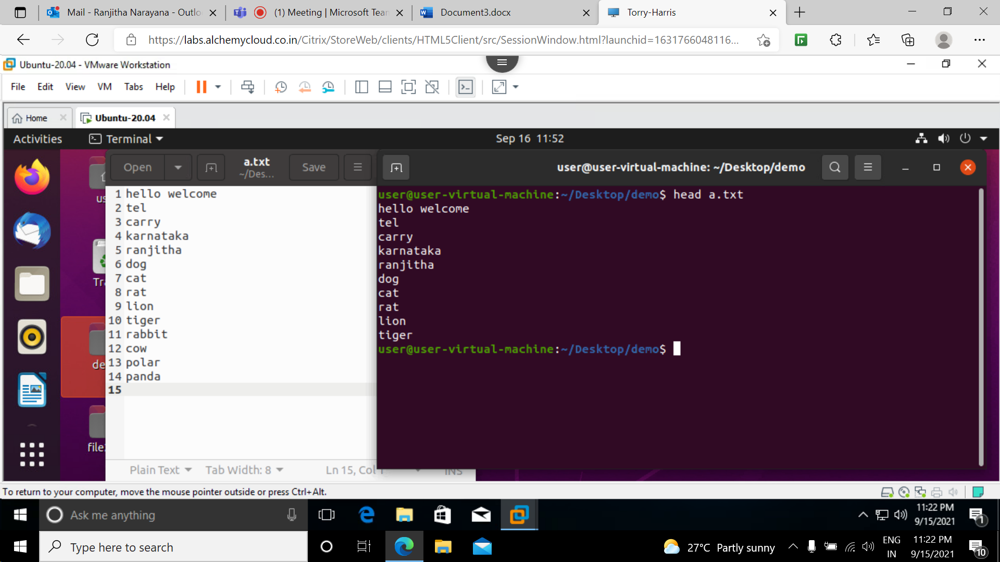 Mail - Ranjitha Narayana - Outlo
(1) Meeting | Microsoft Tear
Document3.docx
Torry-Harris
https://labs.alchemycloud.co.in/Citrix/StoreWeb/clients/HTML5Client/src/SessionWindow.html?launchid=1631766048116...
Ubuntu-20.04 - VMware Workstation
File Edit View VM Tabs Help
Home
Ubuntu-20.04
Activities
Terminal
Sep 16 11:52
Open
a.txt
~/Des...
Save
user@user-virtual-machine: ~/Desktop/demo
1 hello welcome
2 tel
3 carry
4 karnataka
5 ranjitha
6 dog
7 cat
8 rat
9 lion
10 tiger
11 rabbit
12 cow
13 polar
14 panda
15
Plain Text
Tab Width: 8
Ln 15, Col 1
INS
user@user-virtual-machine:~/Desktop/demo$ head a.txt
hello welcome
tel
carry
karnataka
ranjitha
dog
cat
rat
lion
tiger
user@user-virtual-machine:~/Desktop/demo$
us
Tra
de
file
To return to your computer, move the mouse pointer outside or press Ctrl+Alt.
Ask me anything
11:22 PM
9/15/2021
1
Type here to search
27°C Partly sunny
ENG
IN
11:22 PM
9/15/2021
10